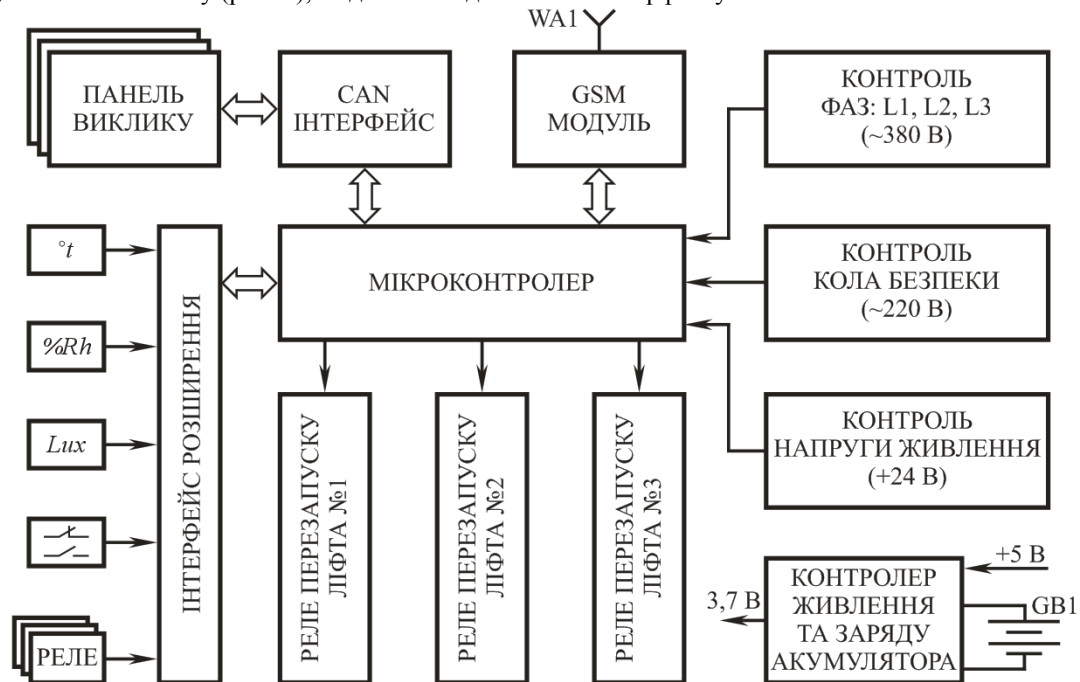 WA1
ПАНЕЛЬ
ВИКЛИКУ
CAN
ІНТЕРФЕЙС
GSM
МОДУЛЬ
КОНТРОЛЬ
ФАЗ: L1, L2, L3
(~380 В)
°t
%Rh
Lux
РЕЛЕ
ІНТЕРФЕЙС РОЗШИРЕННЯ
МІКРОКОНТРОЛЕР
КОНТРОЛЬ
КОЛА БЕЗПЕКИ
(~220 В)
РЕЛЕ ПЕРЕЗАПУСКУ
ЛІФТА №1
РЕЛЕ ПЕРЕЗАПУСКУ
ЛІФТА №2
РЕЛЕ ПЕРЕЗАПУСКУ
ЛІФТА №3
КОНТРОЛЬ
НАПРУГИ ЖИВЛЕННЯ
(+24 В)
3,7 В
КОНТРОЛЕР
ЖИВЛЕННЯ
ТА ЗАРЯДУ
АКУМУЛЯТОРА
+5 В
GB1